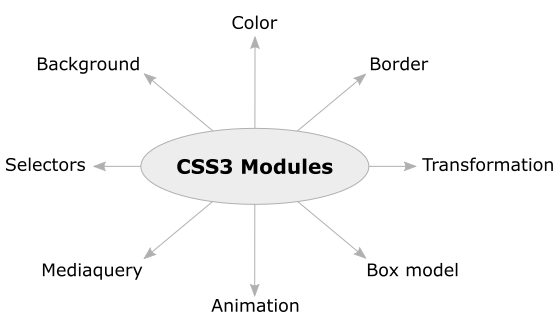 Color
Background
Border
Selectors
CSS3 Modules
Transformation
Mediaquery
Box model
Animation